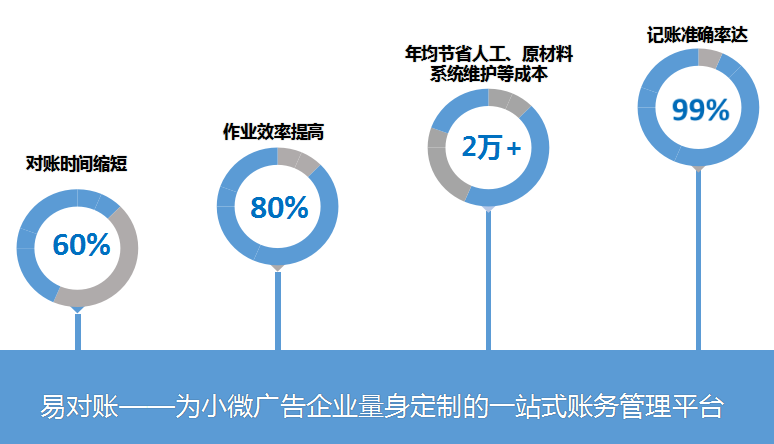 对账时间缩短
60%
作业效率提高
80%
年均节省人工、原材料
系统维护等成本
2万+
记账准确率达
99%
易对账——为小微广告企业量身定制的一站式账务管理平台